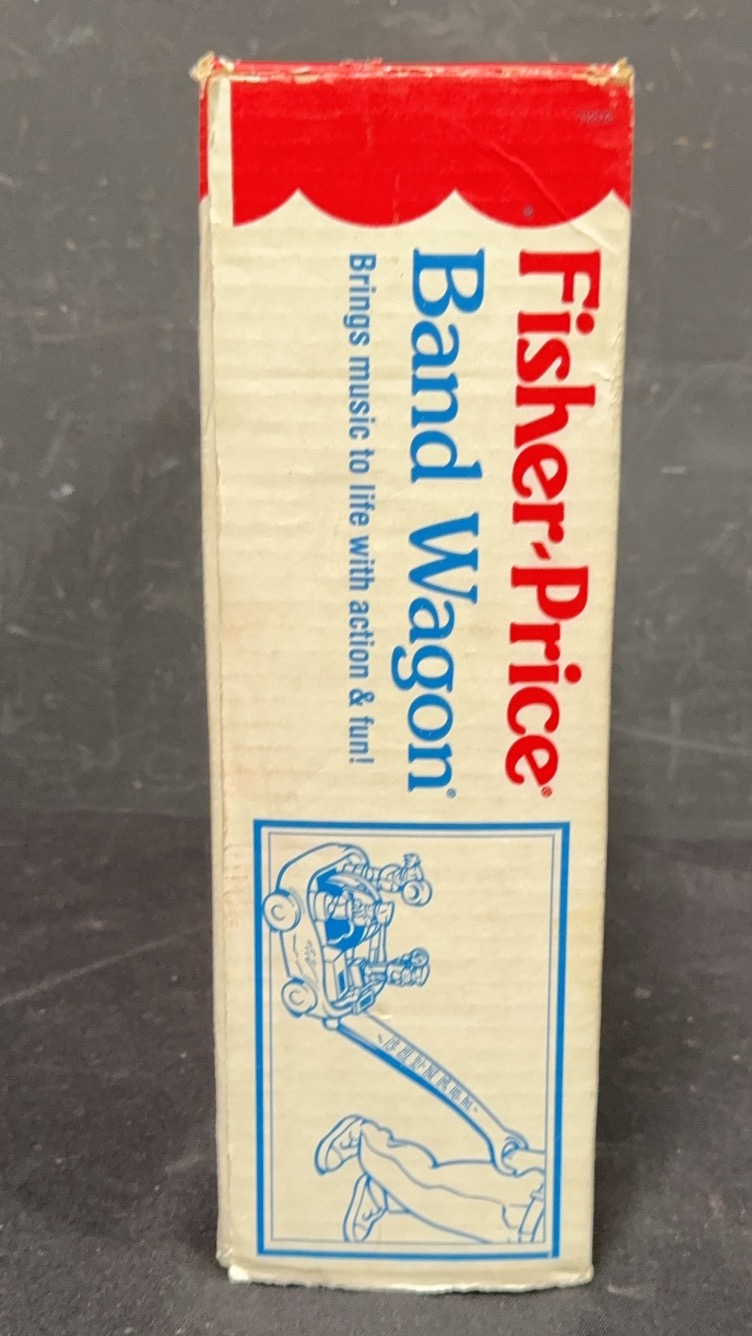 Fisher-Price®
Band Wagon®
Brings music to life with action & fun!